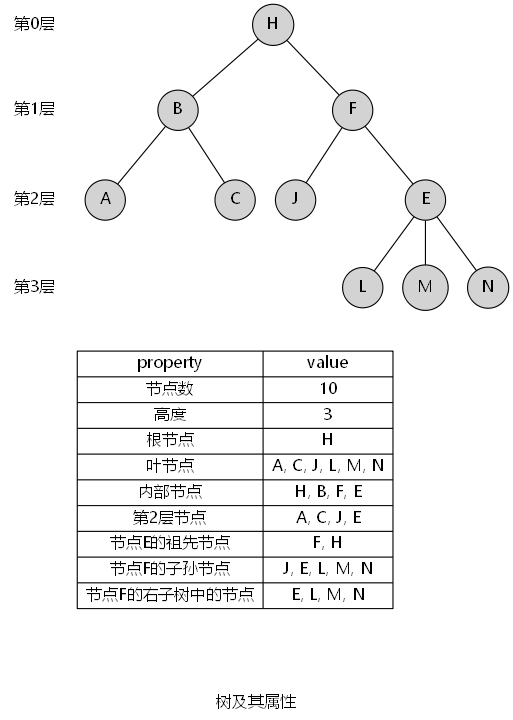 第0层 H
第1层 B F
第2层 A C J E
第3层 L M N
property value
节点数 10
高度 3
根节点 H
叶节点 A, C, J, L, M, N
内部节点 H, B, F, E
第2层节点 A, C, J, E
节点E的祖先节点 F, H
节点F的子孙节点 J, E, L, M, N
节点F的右子树中的节点 E, L, M, N
树及其属性